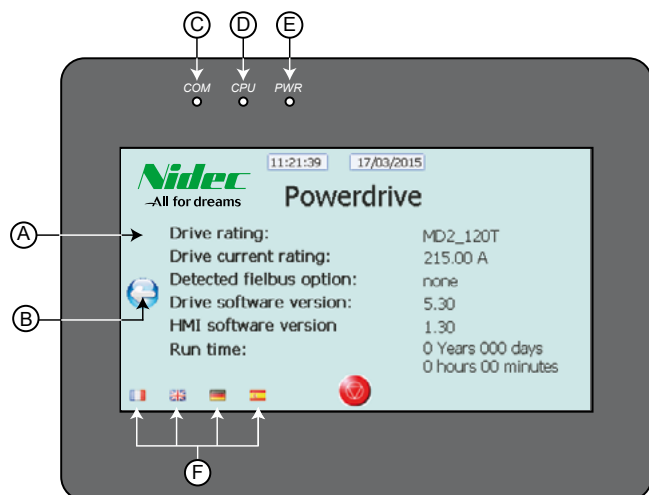 C D E
COM CPU PWR
11:21:39 17/03/2015
Nidec
All for dreams
Powerdrive
A
Drive rating: MD2_120T
Drive current rating: 215.00 A
Detected fielbus option: none
B
Drive software version: 5.30
HMI software version 1.30
Run time: 0 Years 000 days
0 hours 00 minutes
F